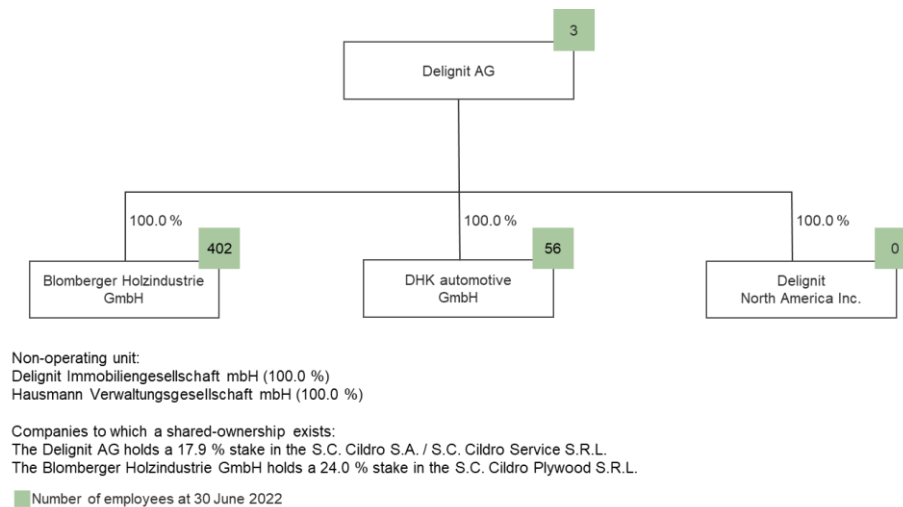 3
Delignit AG
100.0 %
100.0 %
100.0 %
402
56
0
Blomberger Holzindustrie
GmbH
DHK automotive
GmbH
Delignit
North America Inc.
Non-operating unit:
Delignit Immobiliengesellschaft mbH (100.0 %)
Hausmann Verwaltungsgesellschaft mbH (100.0 %)
Companies to which a shared-ownership exists:
The Delignit AG holds a 17.9 % stake in the S.C. Cildro S.A. / S.C. Cildro Service S.R.L.
The Blomberger Holzindustrie GmbH holds a 24.0 % stake in the S.C. Cildro Plywood S.R.L.
Number of employees at 30 June 2022